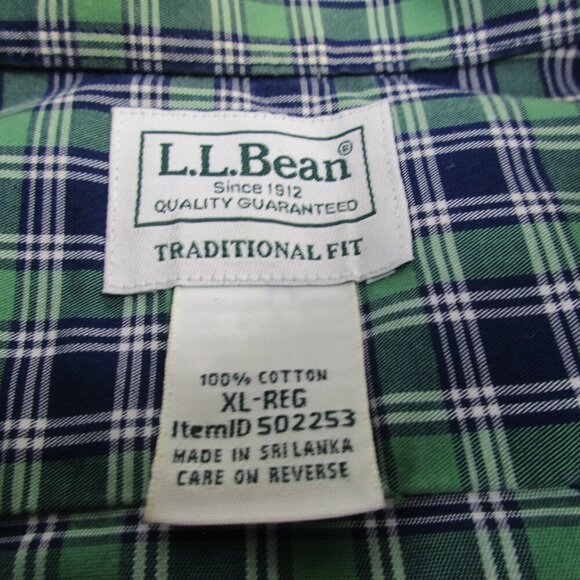 L.L.Bean®
Since 1912
QUALITY GUARANTEED
TRADITIONAL FIT
100% COTTON
XL-REG
ItemID 502253
MADE IN SRI LANKA
CARE ON REVERSE